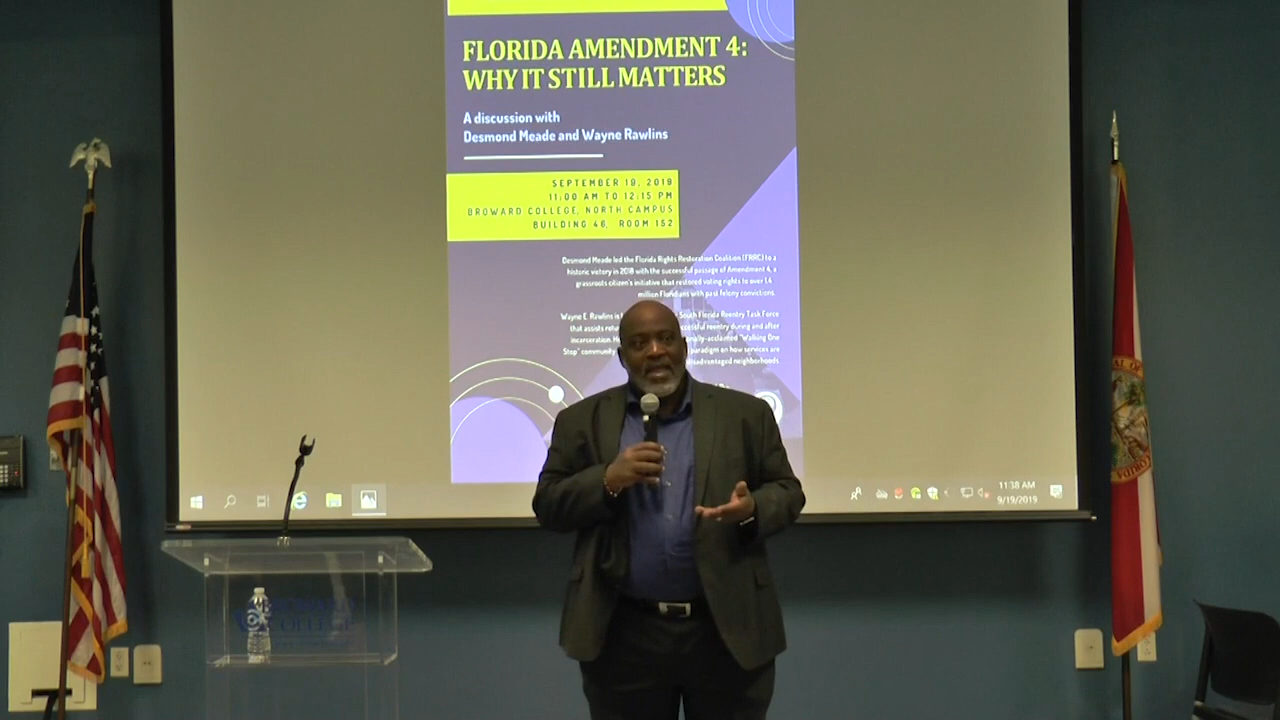 FLORIDA AMENDMENT 4:
WHY IT STILL MATTERS
A discussion with
Desmond Meade and Wayne Rawlins
SEPTEMBER 19, 2019
11:00 AM TO 12:15 PM
BROWARD COLLEGE, NORTH CAMPUS
BUILDING 46, ROOM 152
Desmond Meade led the Florida Rights Restoration Coalition (FRRC) to a
historic victory in 2018 with the successful passage of Amendment 4, a
grassroots citizen's initiative that restored voting rights to over 1.4
million Floridians with past felony convictions.
Wayne E. Rawlins is South Florida Reentry Task Force
that assists successful reentry during and after
incarceration. "Walking One
Stop" community paradigm on how services are
disadvantaged neighborhoods
11:38 AM
9/19/2019
COLLEGE